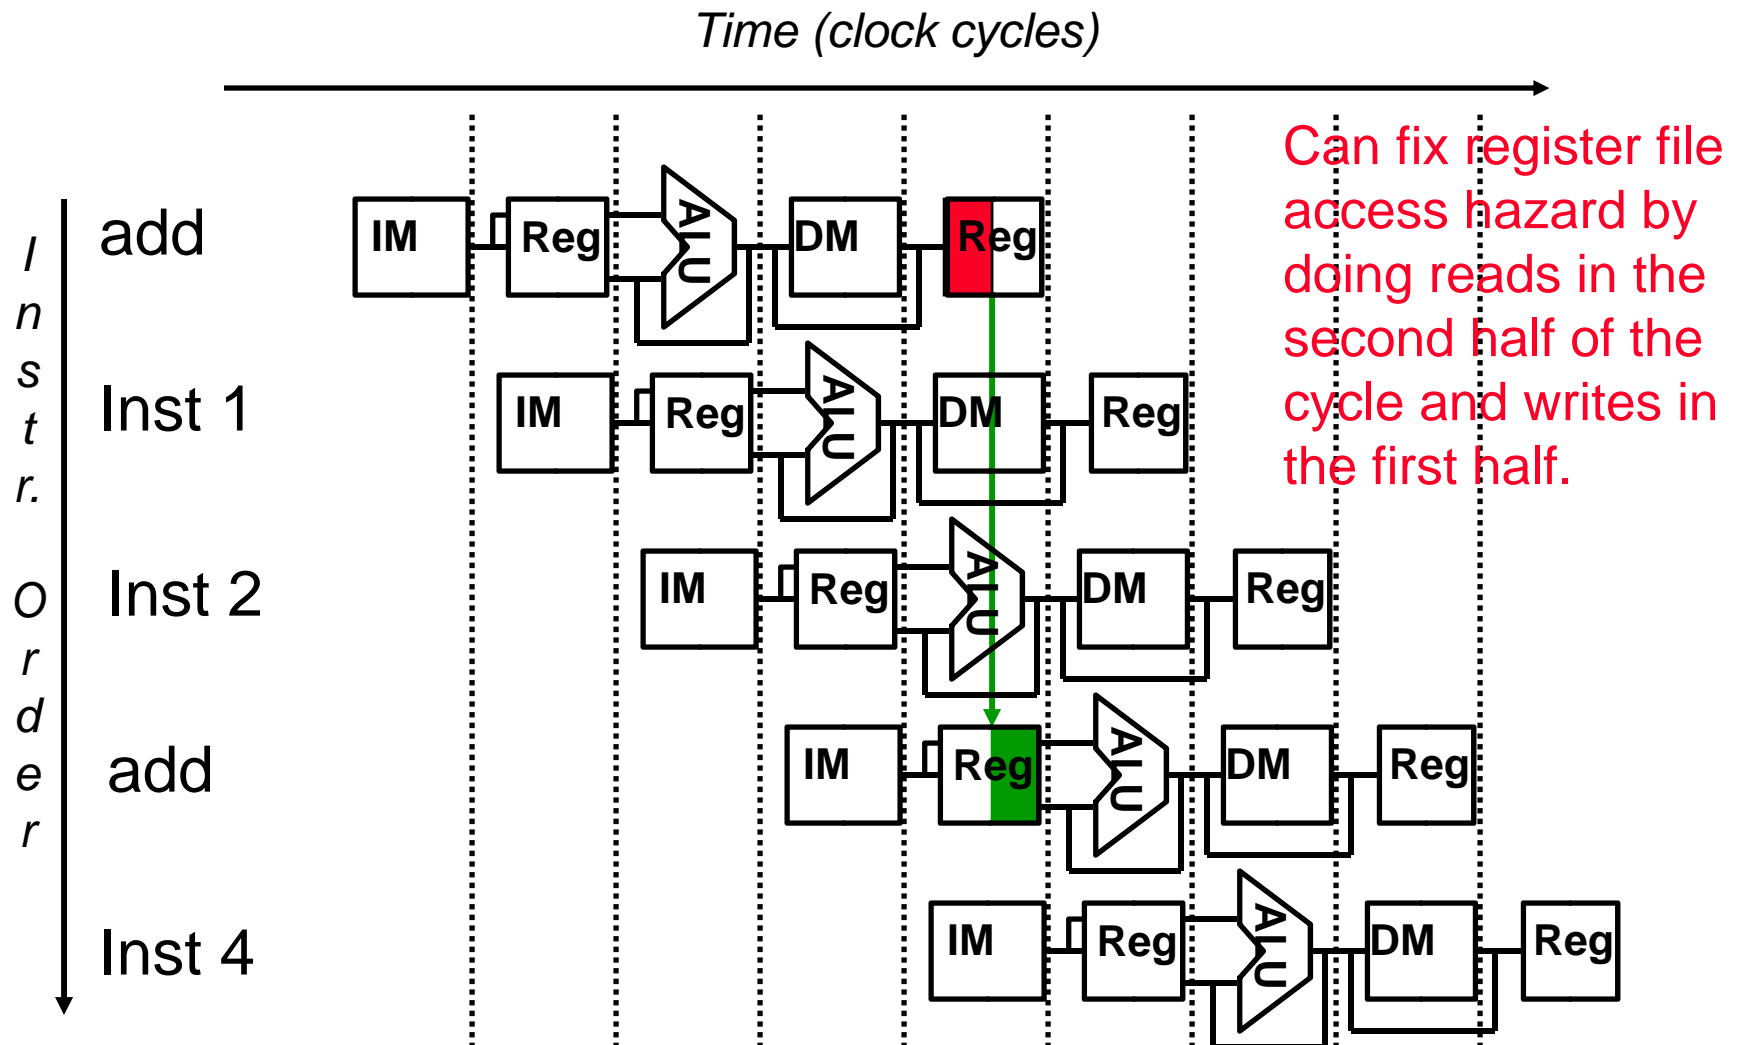 Time (clock cycles)
Can fix register file
access hazard by
doing reads in the
second half of the
cycle and writes in
the first half.
Instr. Order
add
IM Reg ALU DM Reg
Inst 1
IM Reg ALU DM Reg
Inst 2
IM Reg ALU DM Reg
add
IM Reg ALU DM Reg
Inst 4
IM Reg ALU DM Reg